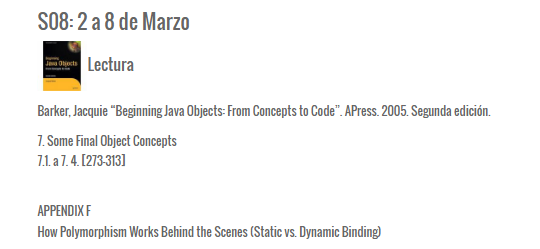 S08: 2 a 8 de Marzo
Java Objects
Lectura
Barker, Jacquie “Beginning Java Objects: From Concepts to Code”. APress. 2005. Segunda edición.
7. Some Final Object Concepts
7.1. a 7. 4. [273-313]
APPENDIX F
How Polymorphism Works Behind the Scenes (Static vs. Dynamic Binding)